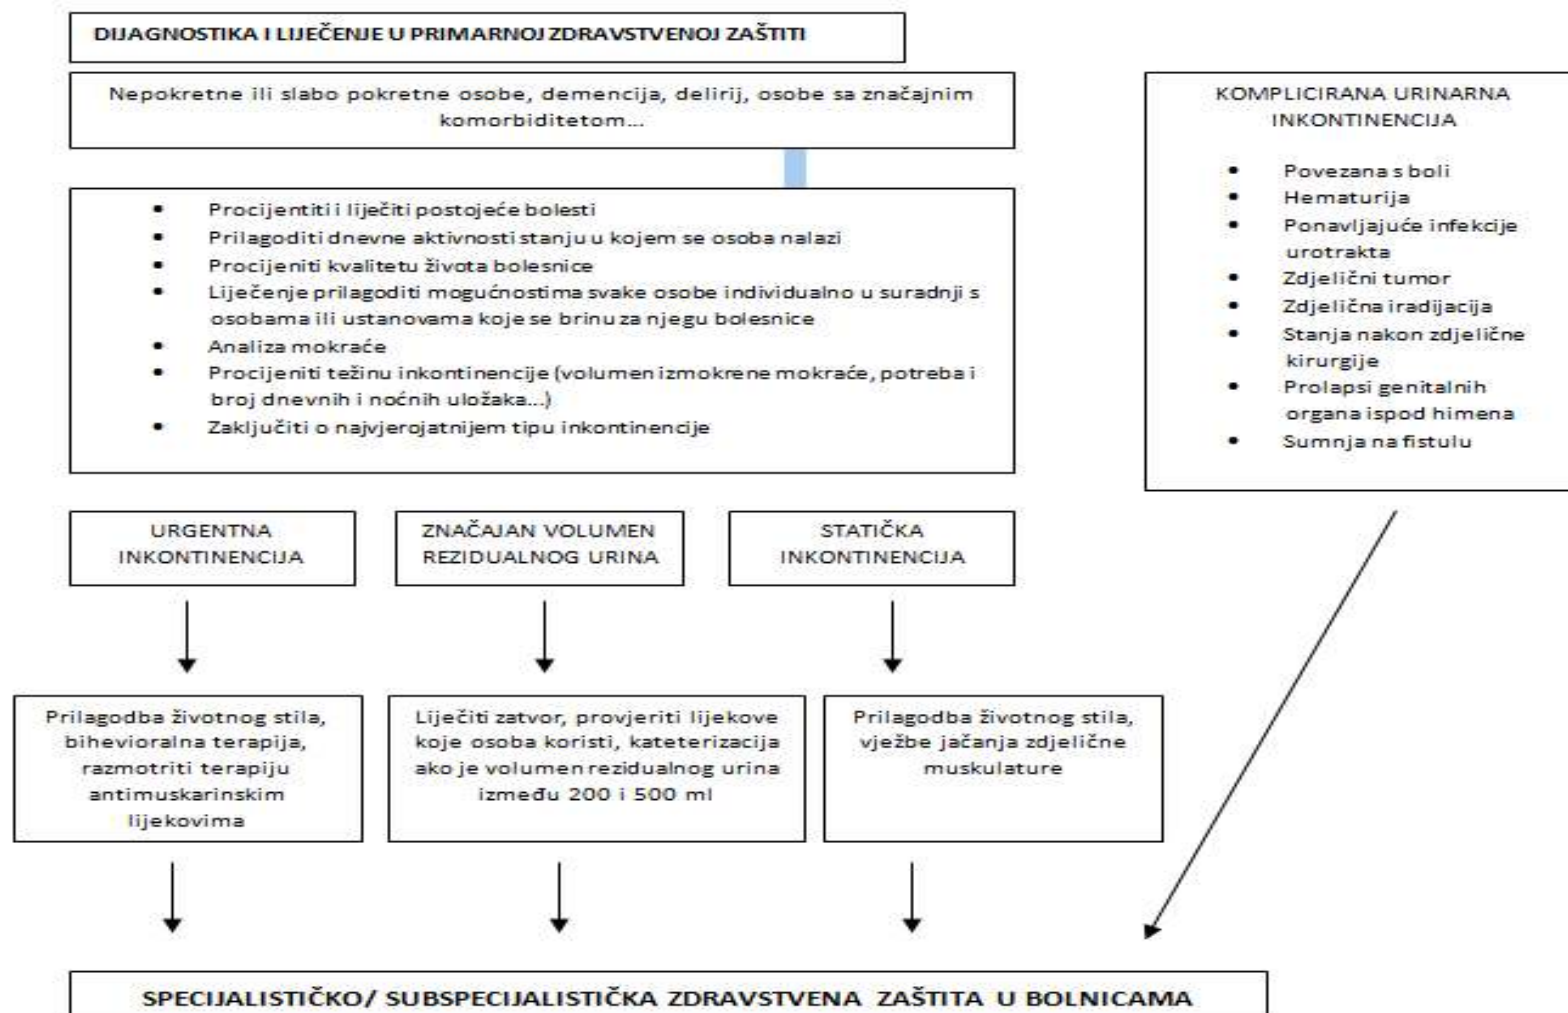 DIJAGNOSTIKA I LIJEČENJE U PRIMARNOJ ZDRAVSTVENOJ ZAŠTITI
Nepokretne ili slabo pokretne osobe, demencija, delirij, osobe sa značajnim
komorbiditetom...
• Procijentiti i liječiti postojeće bolesti
• Prilagoditi dnevne aktivnosti stanju u kojem se osoba nalazi
• Procijeniti kvalitetu života bolesnice
• Liječenje prilagoditi mogućnostima svake osobe individualno u suradnji s
osobama ili ustanovama koje se brinu za njegu bolesnice
• Analiza mokraće
• Procijeniti težinu inkontinencije (volumen izmokrene mokraće, potreba i
broj dnevnih i noćnih uložaka...)
• Zaključiti o najvjerojatnijem tipu inkontinencije
KOMPLICIRANA URINARNA
INKONTINENCIJA
• Povezana s boli
• Hematurija
• Ponavljajuće infekcije
urotrakta
• Zdjelični tumor
• Zdjelična iradijacija
• Stanja nakon zdjelične
kirurgije
• Prolapsi genitalnih
organa ispod himena
• Sumnja na fistulu
URGENTNA
INKONTINENCIJA
ZNAČAJAN VOLUMEN
REZIDUALNOG URINA
STATIČKA
INKONTINENCIJA
Prilagodba životnog stila,
bihevioralna terapija,
razmotriti terapiju
antimuskarinskim
lijekovima
Liječiti zatvor, provjeriti lijekove
koje osoba koristi, kateterizacija
ako je volumen rezidualnog urina
između 200 i 500 ml
Prilagodba životnog stila,
vježbe jačanja zdjelične
muskulature
SPECIJALISTIČKO/ SUBSPECIJALISTIČKA ZDRAVSTVENA ZAŠTITA U BOLNICAMA